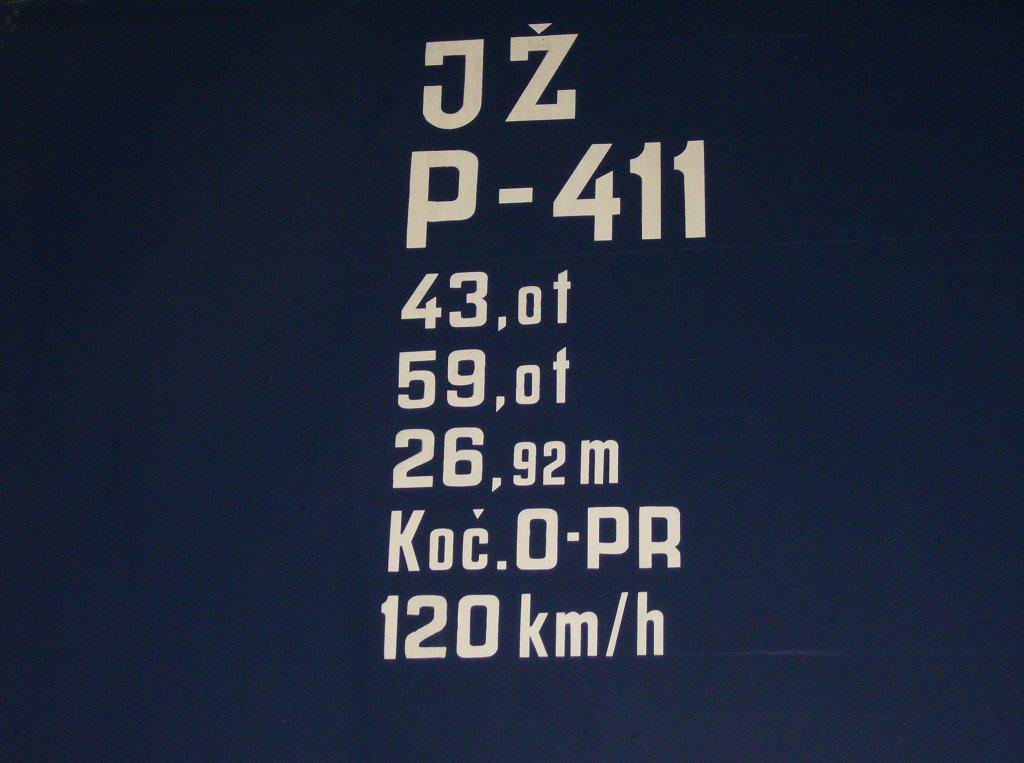 JŽ
P-411
43,0t
59,0t
26,92m
Koč.O-PR
120 km/h